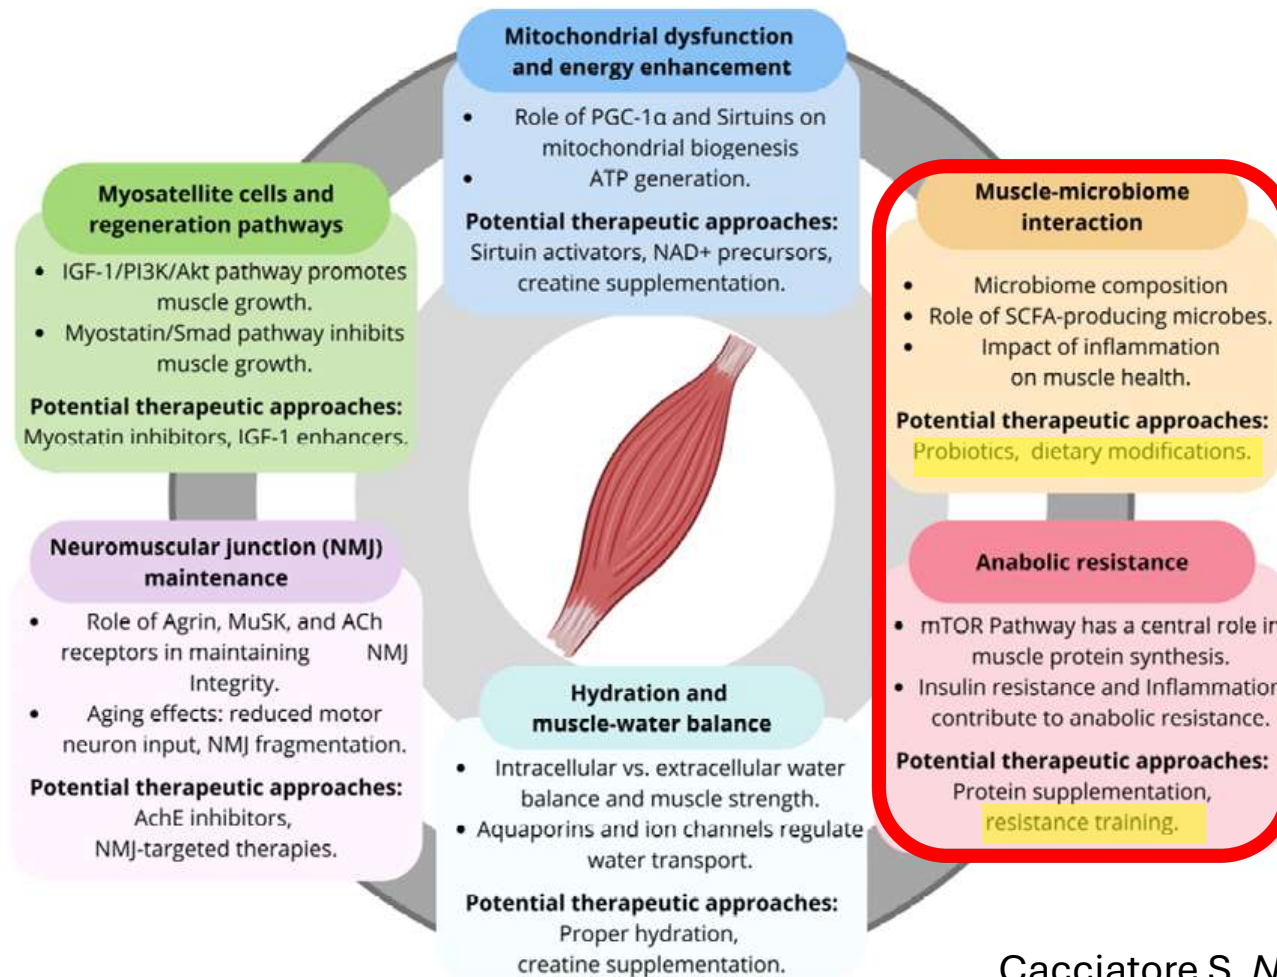 Mitochondrial dysfunction
and energy enhancement
• Role of PGC-1α and Sirtuins on
mitochondrial biogenesis
• ATP generation.
Potential therapeutic approaches:
Sirtuin activators, NAD+ precursors,
creatine supplementation.
Myosatellite cells and
regeneration pathways
• IGF-1/PI3K/Akt pathway promotes
muscle growth.
• Myostatin/Smad pathway inhibits
muscle growth.
Potential therapeutic approaches:
Myostatin inhibitors, IGF-1 enhancers.
Muscle-microbiome
interaction
• Microbiome composition
• Role of SCFA-producing microbes.
• Impact of inflammation
on muscle health.
Potential therapeutic approaches:
Probiotics, dietary modifications.
Neuromuscular junction (NMJ)
maintenance
• Role of Agrin, MuSK, and ACh
receptors in maintaining NMJ
Integrity.
• Aging effects: reduced motor
neuron input, NMJ fragmentation.
Potential therapeutic approaches:
AchE inhibitors,
NMJ-targeted therapies.
Hydration and
muscle-water balance
• Intracellular vs. extracellular water
balance and muscle strength.
• Aquaporins and ion channels regulate
water transport.
Potential therapeutic approaches:
Proper hydration,
creatine supplementation.
Anabolic resistance
• mTOR Pathway has a central role in
muscle protein synthesis.
• Insulin resistance and Inflammation
contribute to anabolic resistance.
Potential therapeutic approaches:
Protein supplementation,
resistance training.
Cacciatore S.